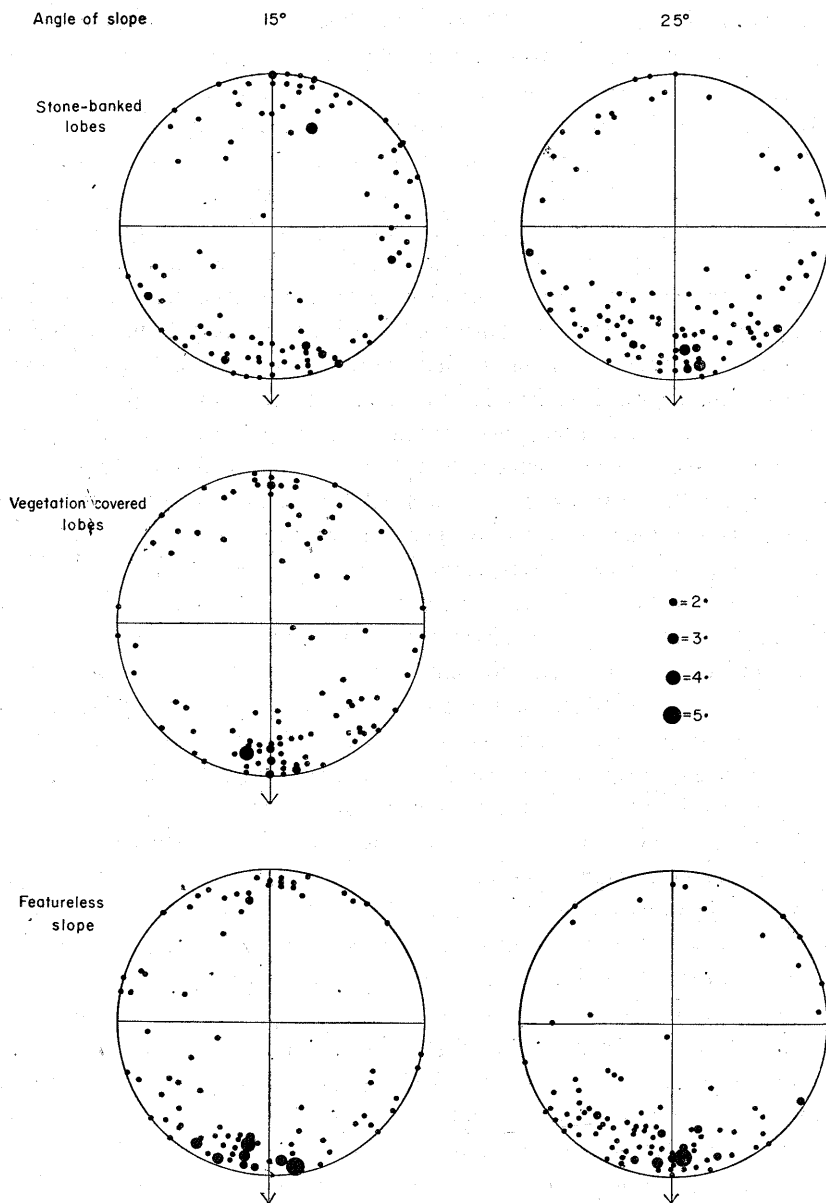 Angle of slope 15° 25°
Stone-banked
lobes
Vegetation covered
lobes
= 2•
= 3•
= 4•
= 5•
Featureless
slope